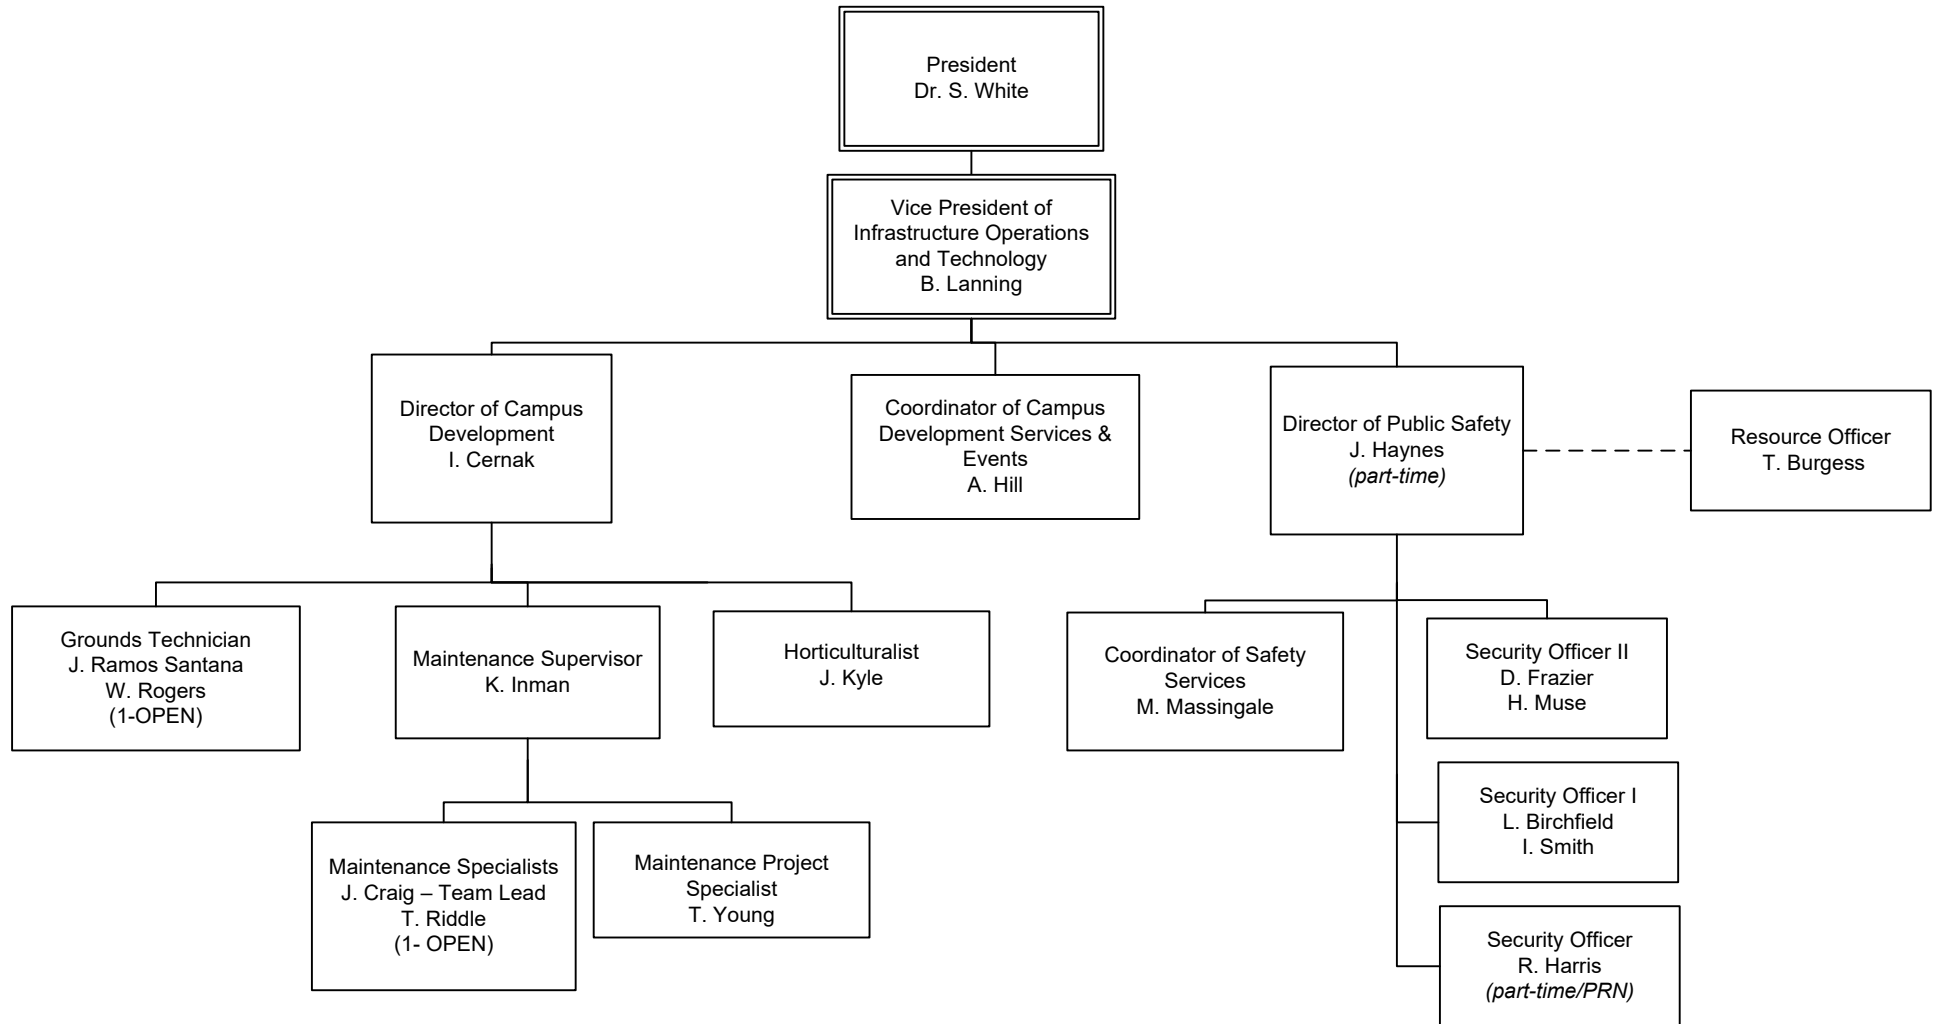 President
Dr. S. White
Vice President of
Infrastructure Operations
and Technology
B. Lanning
Director of Campus
Development
I. Cernak
Coordinator of Campus
Development Services &
Events
A. Hill
Director of Public Safety
J. Haynes
(part-time)
Resource Officer
T. Burgess
Grounds Technician
J. Ramos Santana
W. Rogers
(1-OPEN)
Maintenance Supervisor
K. Inman
Horticulturalist
J. Kyle
Coordinator of Safety
Services
M. Massingale
Security Officer II
D. Frazier
H. Muse
Security Officer I
L. Birchfield
I. Smith
Maintenance Specialists
J. Craig – Team Lead
T. Riddle
(1- OPEN)
Maintenance Project
Specialist
T. Young
Security Officer
R. Harris
(part-time/PRN)